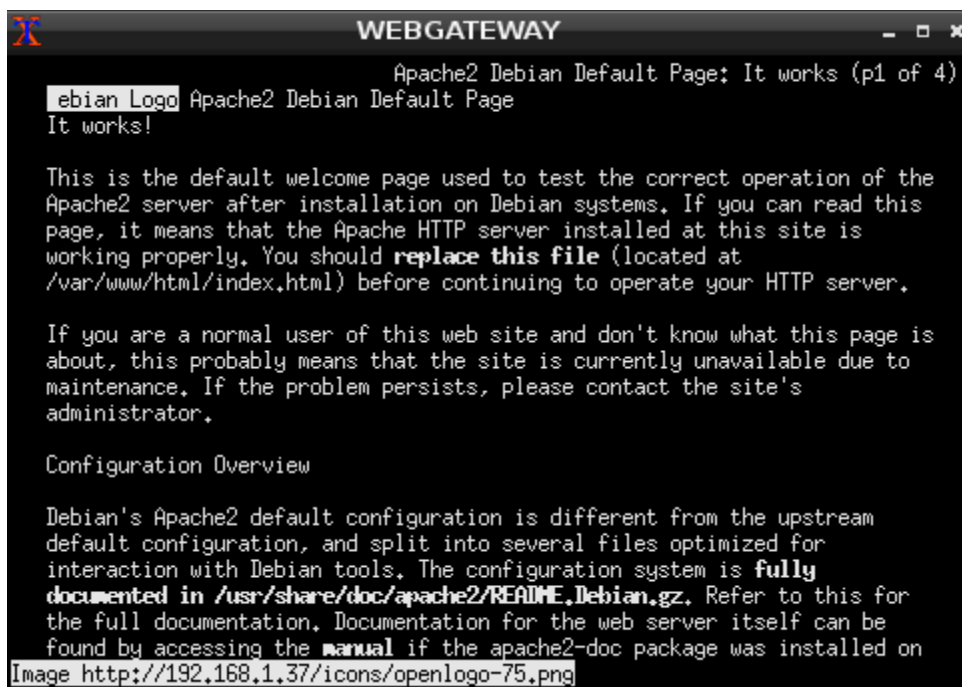 WEBGATEWAY
Apache2 Debian Default Page: It works (p1 of 4)
ebian Logo Apache2 Debian Default Page
It works!
This is the default welcome page used to test the correct operation of the
Apache2 server after installation on Debian systems. If you can read this
page, it means that the Apache HTTP server installed at this site is
working properly. You should replace this file (located at
/var/www/html/index.html) before continuing to operate your HTTP server.
If you are a normal user of this web site and don't know what this page is
about, this probably means that the site is currently unavailable due to
maintenance. If the problem persists, please contact the site's
administrator.
Configuration Overview
Debian's Apache2 default configuration is different from the upstream
default configuration, and split into several files optimized for
interaction with Debian tools. The configuration system is fully
documented in /usr/share/doc/apache2/README.Debian.gz. Refer to this for
the full documentation. Documentation for the web server itself can be
found by accessing the manual if the apache2-doc package was installed on
Image http://192.168.1.37/icons/openlogo-75.png